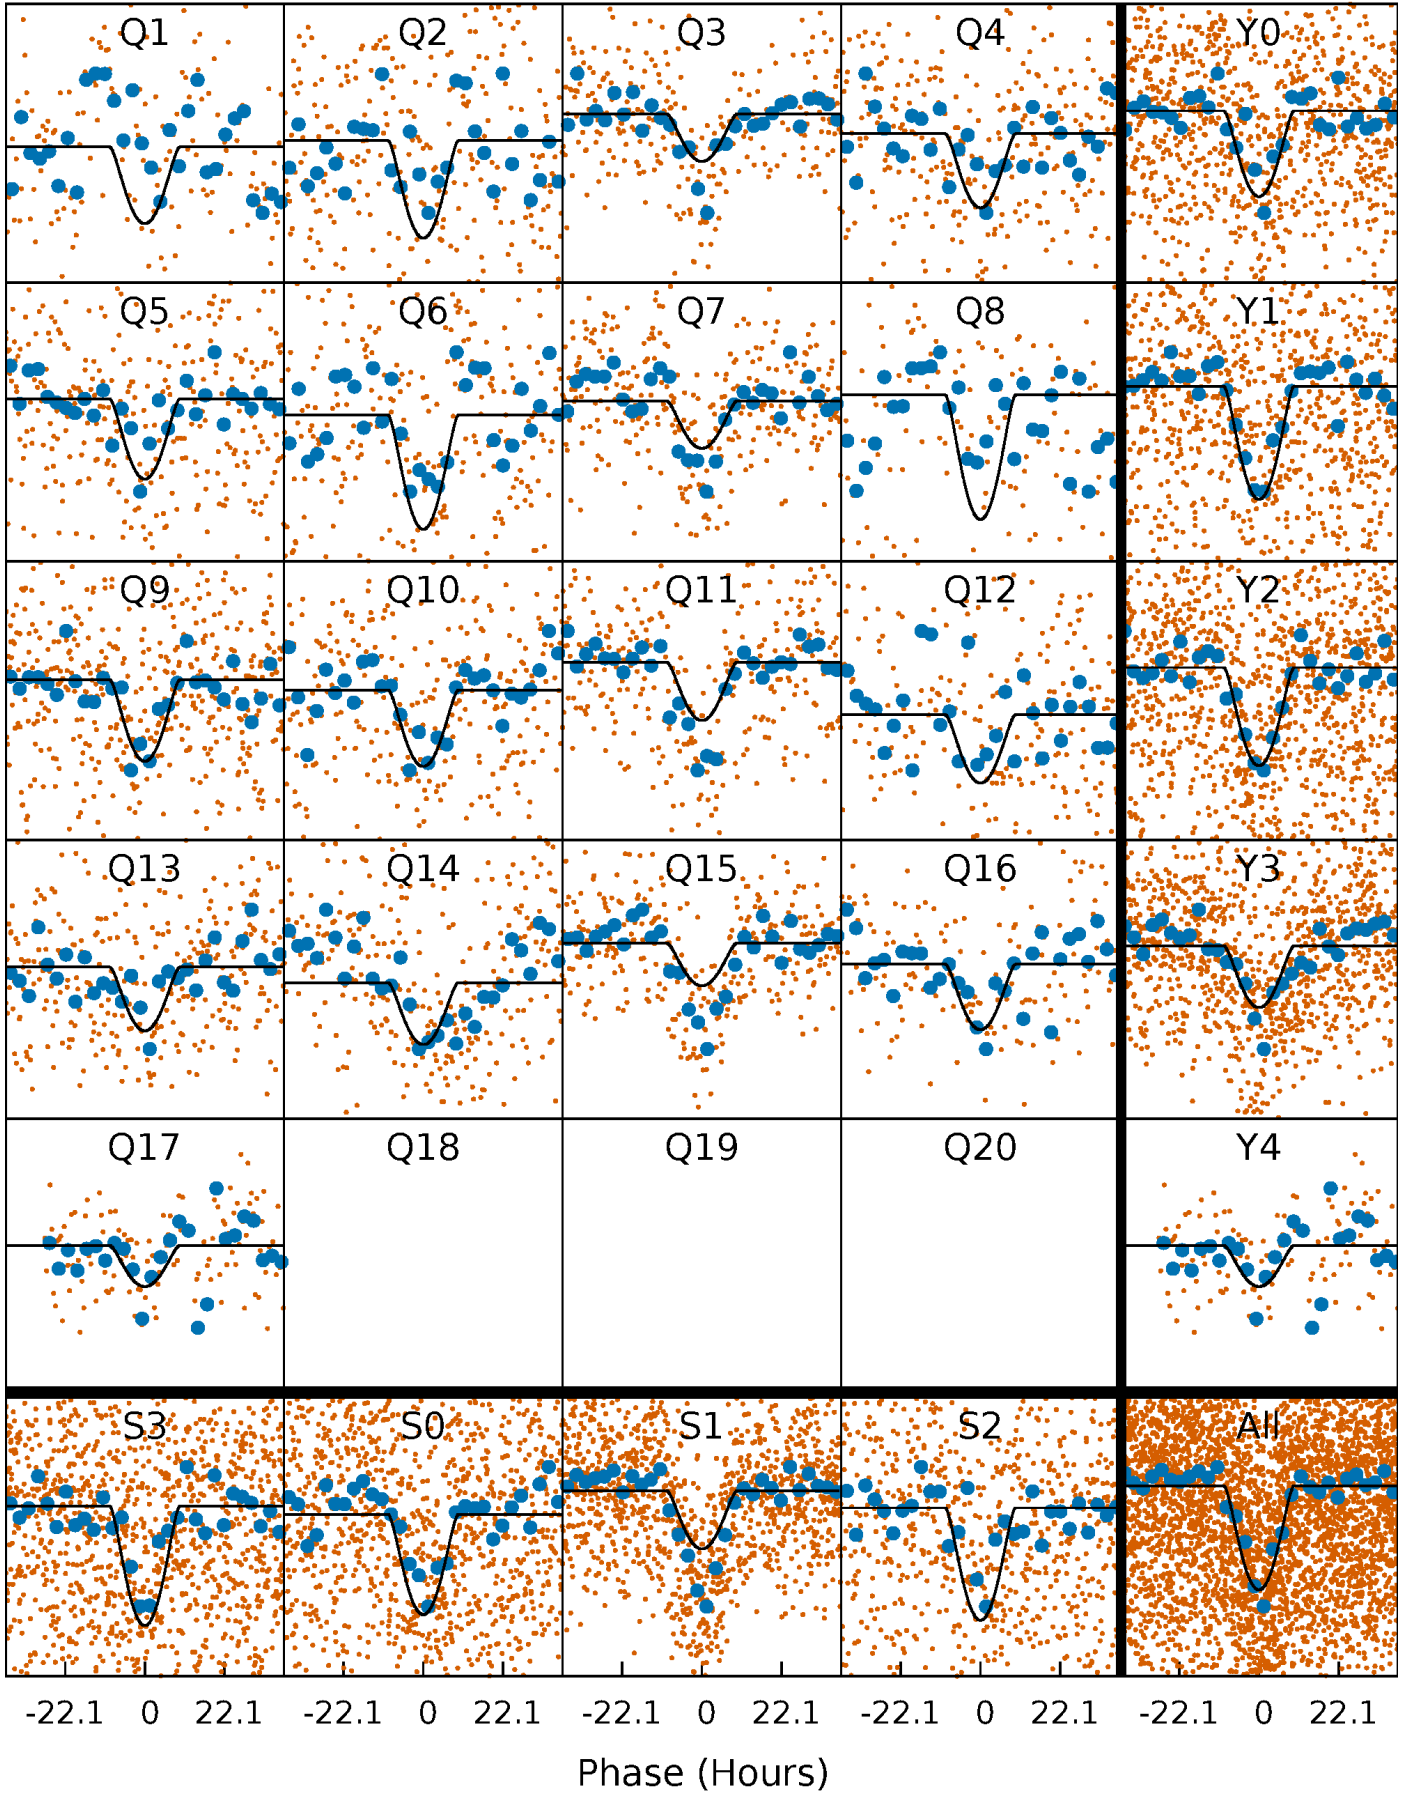 Q1 Q2 Q3 Q4 Y0
Q5 Q6 Q7 Q8 Y1
Q9 Q10 Q11 Q12 Y2
Q13 Q14 Q15 Q16 Y3
Q17 Q18 Q19 Q20 Y4
S3 S0 S1 S2 All
-22.1 0 22.1 -22.1 0 22.1 -22.1 0 22.1 -22.1 0 22.1 -22.1 0 22.1
Phase (Hours)